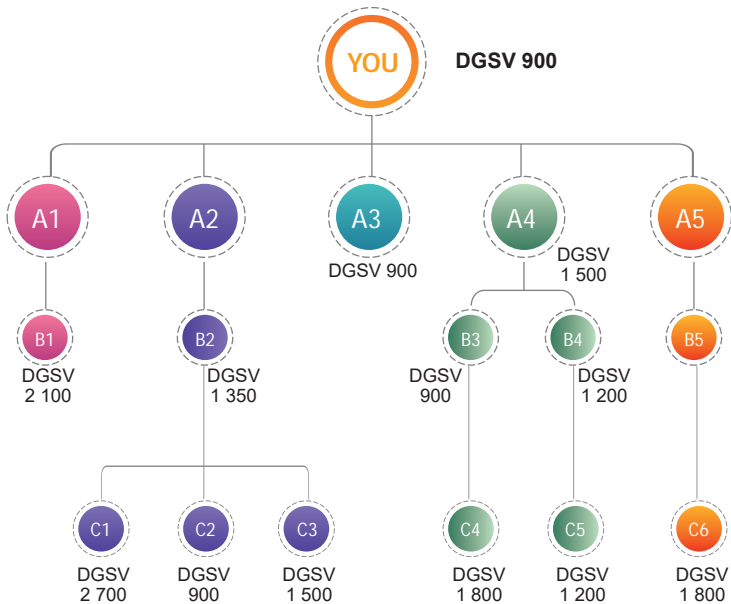 YOU
DGSV 900
A1
A2
A3
A4
A5
DGSV 900
DGSV
1 500
B1
B2
B3
B4
B5
DGSV
2 100
DGSV
1 350
DGSV
900
DGSV
1 200
C1
C2
C3
C4
C5
C6
DGSV
2 700
DGSV
900
DGSV
1 500
DGSV
1 800
DGSV
1 200
DGSV
1 800